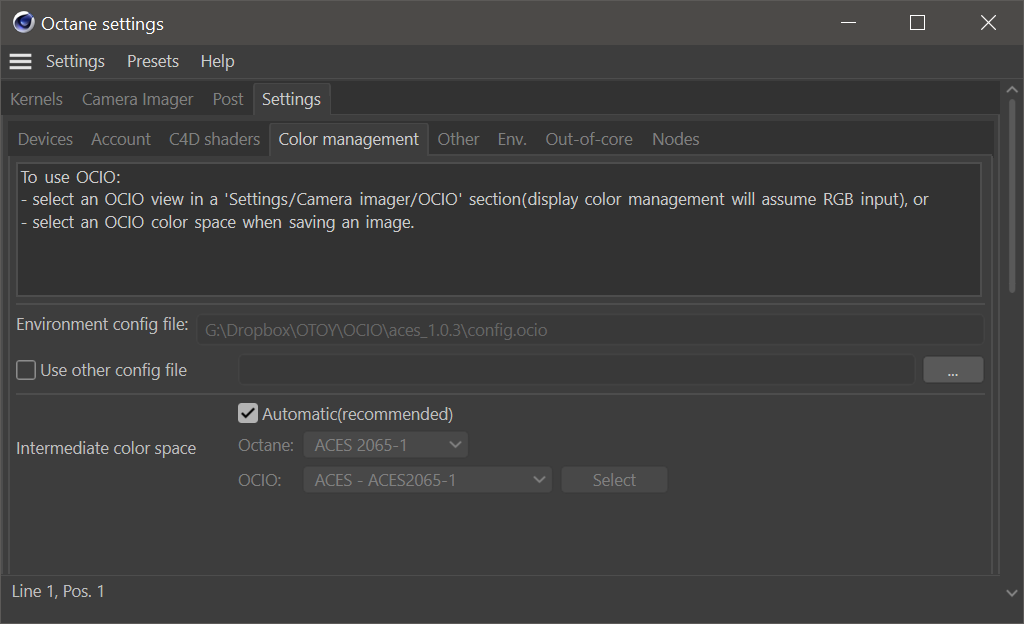 Octane settings
Settings Presets Help
Kernels Camera Imager Post Settings
Devices Account C4D shaders Color management Other Env. Out-of-core Nodes
To use OCIO:
- select an OCIO view in a 'Settings/Camera imager/OCIO' section(display color management will assume RGB input), or
- select an OCIO color space when saving an image.
Environment config file: G:\Dropbox\OTOY\OCIO\aces_1.0.3\config.ocio
Use other config file ...
Automatic(recommended)
Intermediate color space
Octane: ACES 2065-1
OCIO: ACES - ACES2065-1 Select
Line 1, Pos. 1